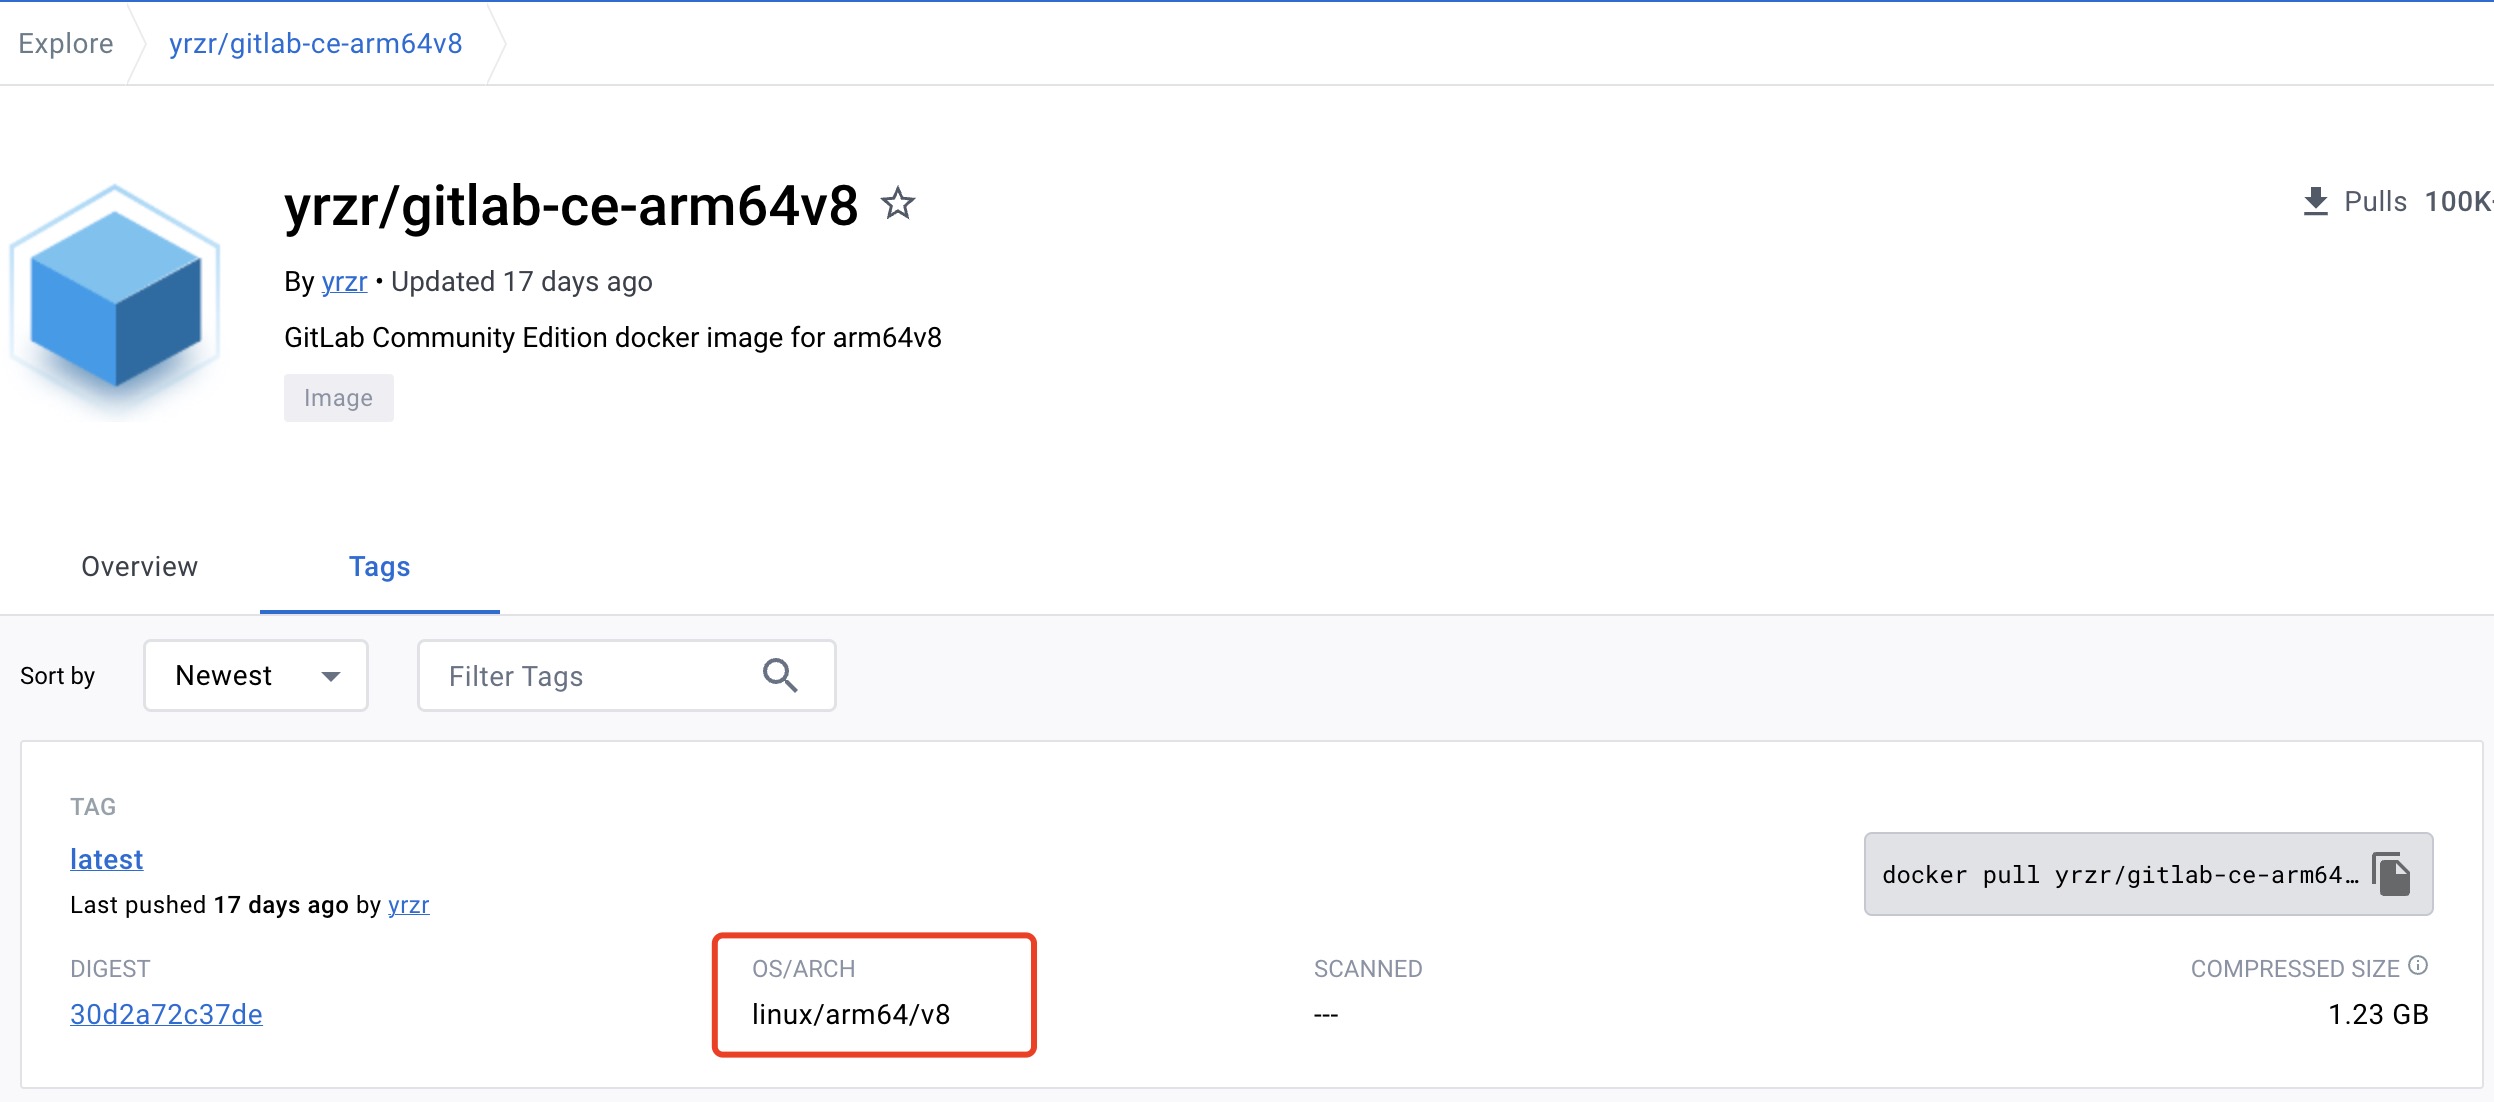 Explore yrzr/gitlab-ce-arm64v8
yrzr/gitlab-ce-arm64v8
Pulls 100K
By yrzr • Updated 17 days ago
GitLab Community Edition docker image for arm64v8
Image
Overview Tags
Sort by Newest Filter Tags
TAG
latest
docker pull yrzr/gitlab-ce-arm64…
Last pushed 17 days ago by yrzr
DIGEST OS/ARCH SCANNED COMPRESSED SIZE
30d2a72c37de linux/arm64/v8 --- 1.23 GB